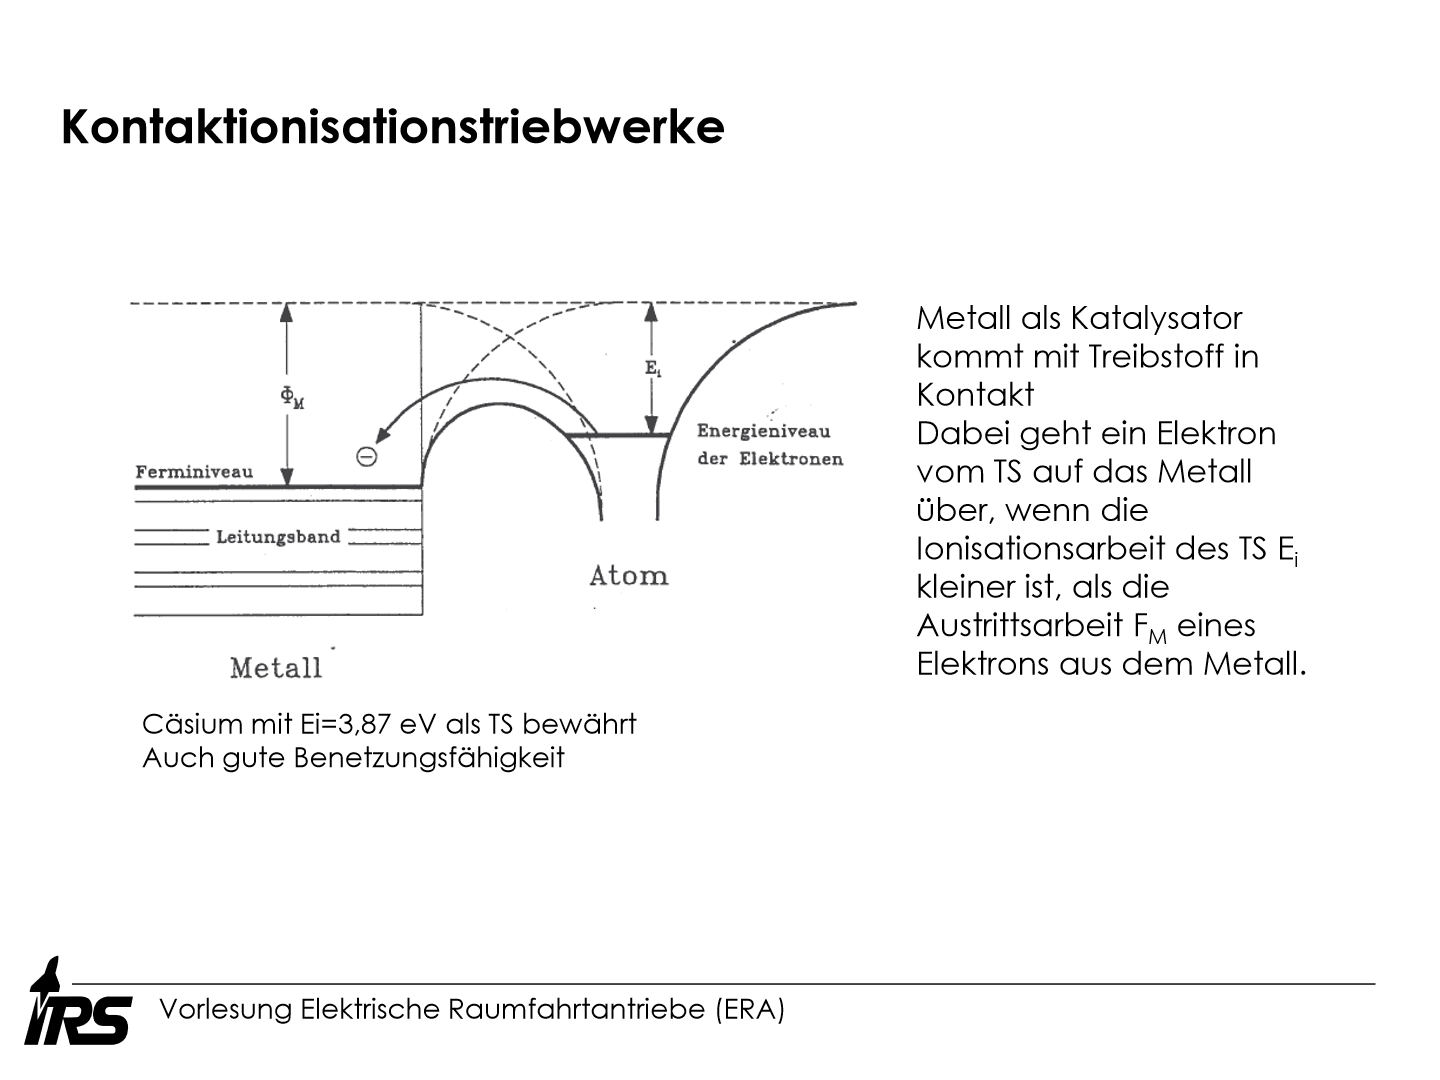 Kontaktionisationstriebwerke
Φ_M
E_i
Ferminiveau
Leitungsband
Energieniveau
der Elektronen
Atom
Metall
Metall als Katalysator
kommt mit Treibstoff in
Kontakt
Dabei geht ein Elektron
vom TS auf das Metall
über, wenn die
Ionisationsarbeit des TS E_i
kleiner ist, als die
Austrittsarbeit F_M eines
Elektrons aus dem Metall.
Cäsium mit Ei=3,87 eV als TS bewährt
Auch gute Benetzungsfähigkeit
IRS
Vorlesung Elektrische Raumfahrtantriebe (ERA)